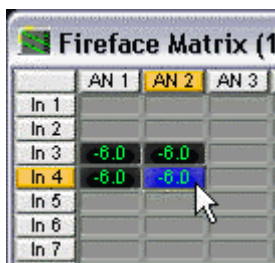 Fireface Matrix (1
AN 1 AN 2 AN 3
In 1
In 2
In 3 -6.0 -6.0
In 4 -6.0 -6.0
In 5
In 6
In 7